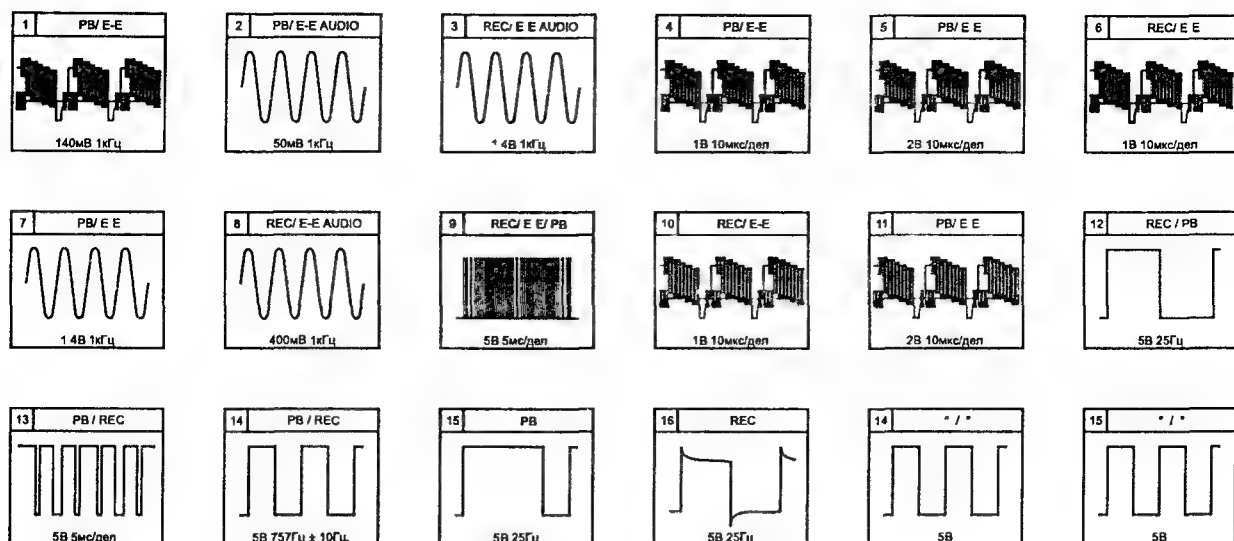 1 PB/ E-E
140мВ 1кГц
2 PB/ E-E AUDIO
50мВ 1кГц
3 REC/ E E AUDIO
1 4В 1кГц
4 PB/ E-E
1В 10мкс/дел
5 PB/ E E
2В 10мкс/дел
6 REC/ E E
1В 10мкс/дел
7 PB/ E E
1 4В 1кГц
8 REC/ E-E AUDIO
400мВ 1кГц
9 REC/ E E/ PB
5В 5мс/дел
10 REC/ E-E
1В 10мкс/дел
11 PB/ E E
2В 10мкс/дел
12 REC / PB
5В 25Гц
13 PB / REC
5В 5мс/дел
14 PB / REC
5В 757Гц ± 10Гц
15 PB
5В 25Гц
16 REC
5В 25Гц
14 " / "
5В
15 " / "
5В